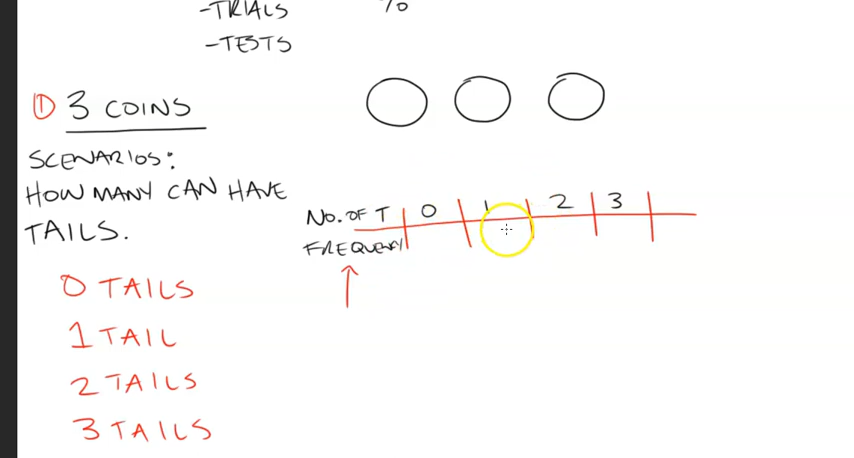 -TRIALS %
-TESTS
① 3 COINS
SCENARIOS:
HOW MANY CAN HAVE
TAILS.
NO. OF T 0 1 2 3
FREQUENCY
0 TAILS
1 TAIL
2 TAILS
3 TAILS